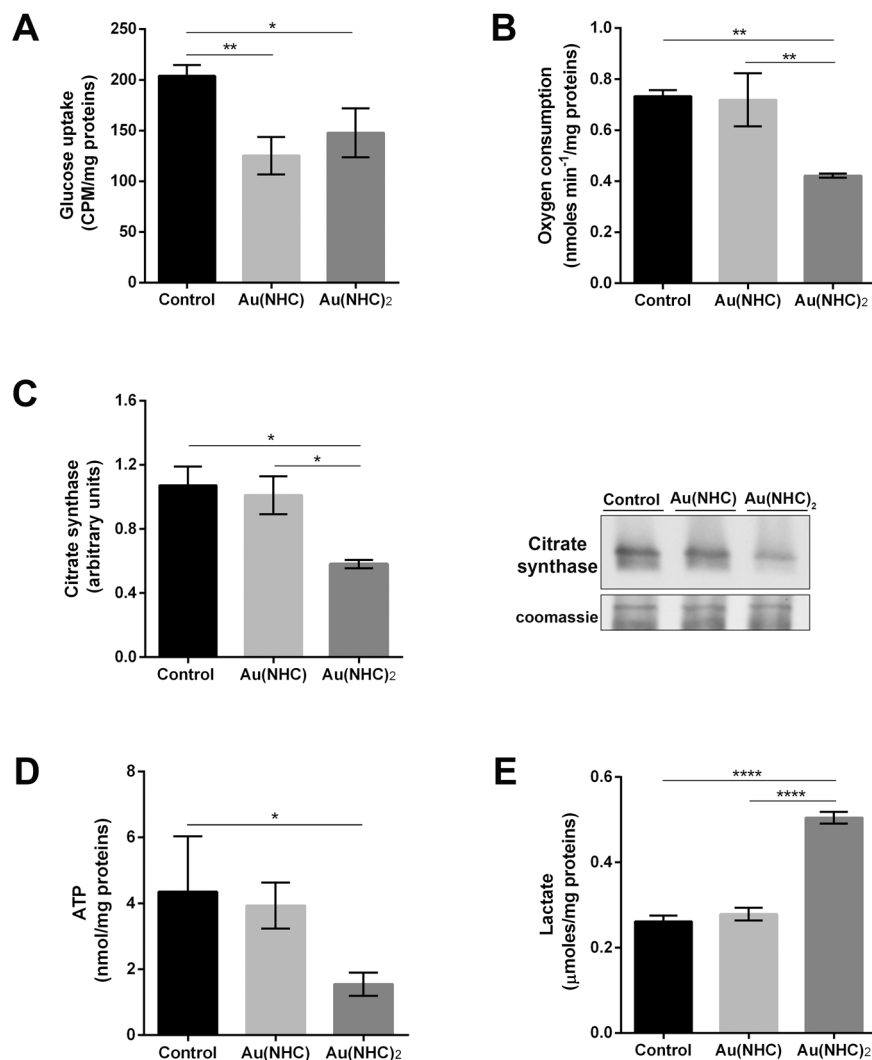 A
Glucose uptake
(CPM/mg proteins)
250
200
150
100
50
0
*
**
Control
Au(NHC)
Au(NHC)2
B
Oxygen consumption
(nmoles min-1/mg proteins)
1.0
0.8
0.6
0.4
0.2
0.0
**
**
Control
Au(NHC)
Au(NHC)2
C
Citrate synthase
(arbitrary units)
1.6
1.2
0.8
0.4
0.0
*
*
Control
Au(NHC)
Au(NHC)2
Control
Au(NHC)
Au(NHC)2
Citrate
synthase
coomassie
D
ATP
(nmol/mg proteins)
8
6
4
2
0
*
Control
Au(NHC)
Au(NHC)2
E
Lactate
(μmoles/mg proteins)
0.6
0.4
0.2
0.0
****
****
Control
Au(NHC)
Au(NHC)2